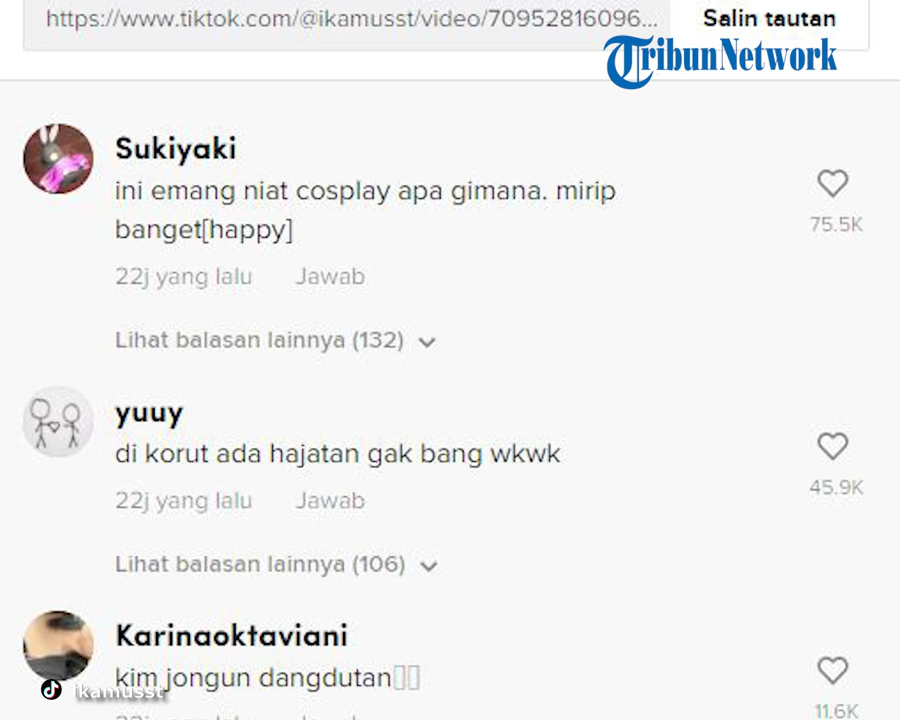 https://www.tiktok.com/@ikamusst/video/70952816096...
Salin tautan
TribunNetwork
Sukiyaki
ini emang niat cosplay apa gimana. mirip
banget[happy]
75.5K
22j yang lalu Jawab
Lihat balasan lainnya (132)
yuuy
di korut ada hajatan gak bang wkwk
45.9K
22j yang lalu Jawab
Lihat balasan lainnya (106)
Karinaoktaviani
kim jongun dangdutan
ikamusst
11.6K